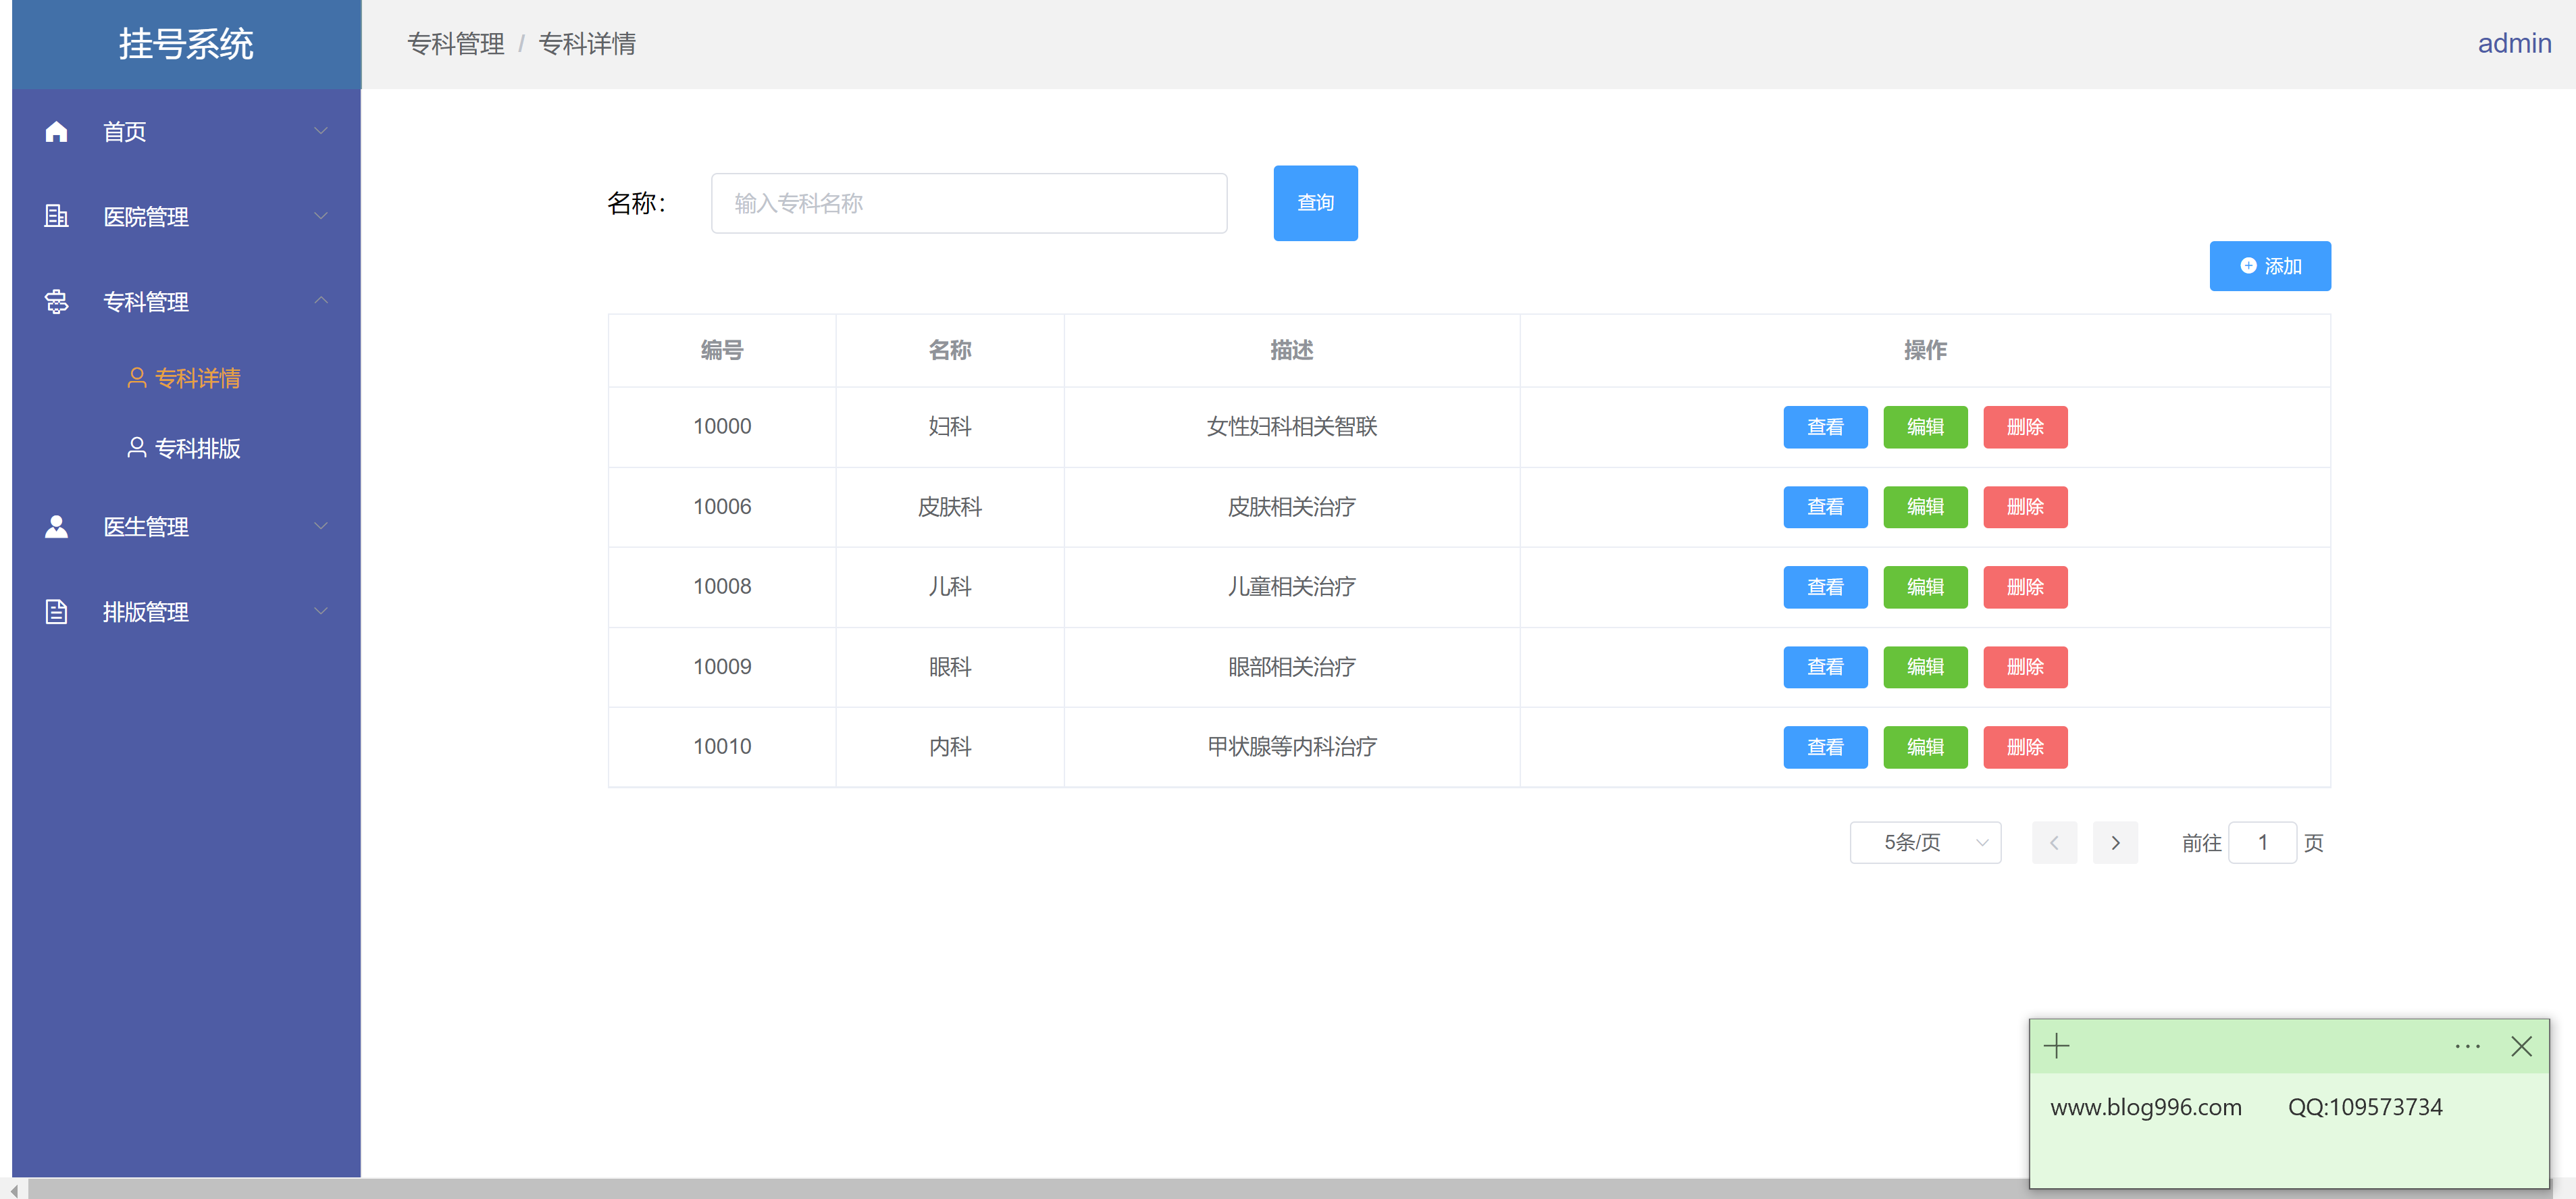 挂号系统
专科管理 / 专科详情
admin
首页
医院管理
专科管理
专科详情
专科排版
医生管理
排版管理
名称：
输入专科名称
查询
添加
编号 名称 描述 操作
10000 妇科 女性妇科相关智联 查看 编辑 删除
10006 皮肤科 皮肤相关治疗 查看 编辑 删除
10008 儿科 儿童相关治疗 查看 编辑 删除
10009 眼科 眼部相关治疗 查看 编辑 删除
10010 内科 甲状腺等内科治疗 查看 编辑 删除
5条/页 前往 1 页
www.blog996.com QQ:109573734